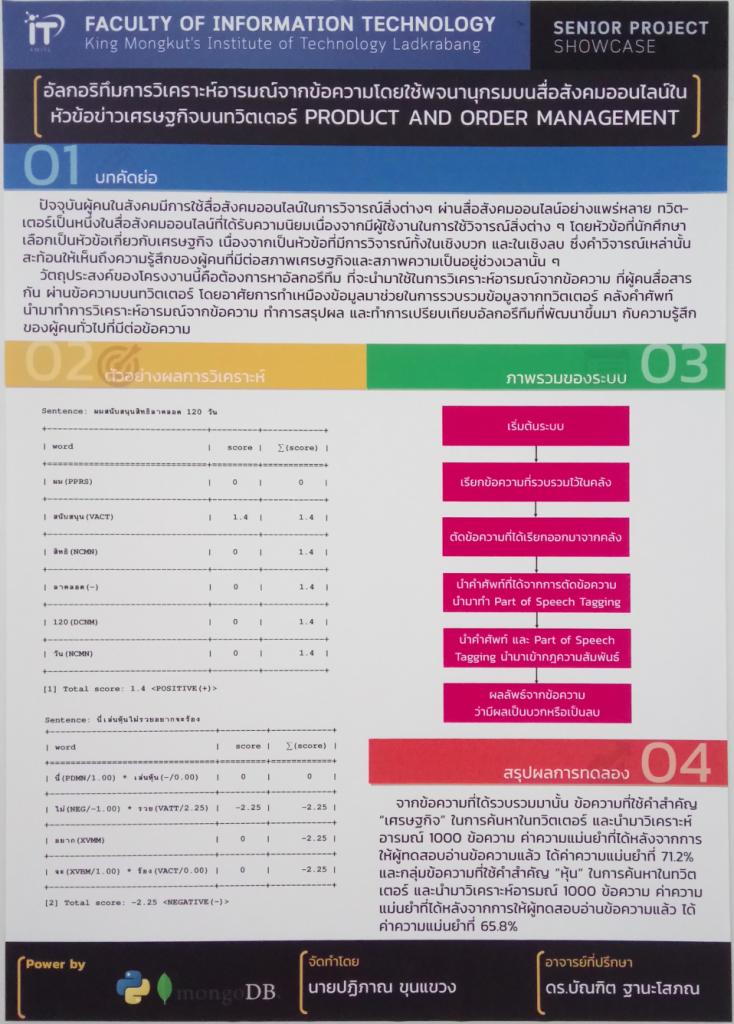 iT
KMITL
FACULTY OF INFORMATION TECHNOLOGY
King Mongkut's Institute of Technology Ladkrabang
SENIOR PROJECT
SHOWCASE
อัลกอริทึมการวิเคราะห์อารมณ์จากข้อความโดยใช้พจนานุกรมบนสื่อสังคมออนไลน์ใน
หัวข้อข่าวเศรษฐกิจบนทวิตเตอร์ PRODUCT AND ORDER MANAGEMENT
01 บทคัดย่อ
ปัจจุบันผู้คนในสังคมมีการใช้สื่อสังคมออนไลน์ในการวิจารณ์สิ่งต่างๆ ผ่านสื่อสังคมออนไลน์อย่างแพร่หลาย ทวิต-
เตอร์เป็นหนึ่งในสื่อสังคมออนไลน์ที่ได้รับความนิยมเนื่องจากมีผู้ใช้งานในการใช้วิจารณ์สิ่งต่าง ๆ โดยหัวข้อที่นักศึกษา
เลือกเป็นหัวข้อเกี่ยวกับเศรษฐกิจ เนื่องจากเป็นหัวข้อที่มีการวิจารณ์ทั้งในเชิงบวก และในเชิงลบ ซึ่งคำวิจารณ์เหล่านั้น
สะท้อนให้เห็นถึงความรู้สึกของผู้คนที่มีต่อสภาพเศรษฐกิจและสภาพความเป็นอยู่ช่วงเวลานั้น ๆ
วัตถุประสงค์ของโครงงานนี้คือต้องการหาอัลกอรึทึม ที่จะนำมาใช้ในการวิเคราะห์อารมณ์จากข้อความ ที่ผู้คนสื่อสาร
กัน ผ่านข้อความบนทวิตเตอร์ โดยอาศัยการทำเหมืองข้อมูลมาช่วยในการรวบรวมข้อมูลจากทวิตเตอร์ คลังคำศัพท์
นำมาทำการวิเคราะห์อารมณ์จากข้อความ ทำการสรุปผล และทำการเปรียบเทียบอัลกอรึทึมที่พัฒนาขึ้นมา กับความรู้สึก
ของผู้คนทั่วไปที่มีต่อข้อความ
02 ตัวอย่างผลการวิเคราะห์
Sentence: ผมสนับสนุนสิทธิลาคลอด 120 วัน
| word | score | ∑(score) |
| ผม(PPRS) | 0 | 0 |
| สนับสนุน(VACT) | 1.4 | 1.4 |
| สิทธิ(NCMN) | 0 | 1.4 |
| ลาคลอด(-) | 0 | 1.4 |
| 120(DCNM) | 0 | 1.4 |
| วัน(NCMN) | 0 | 1.4 |
[1] Total score: 1.4 <POSITIVE(+)>
Sentence: นี่เล่นหุ้นไม่รวยอยากจะร้อง
| word | score | ∑(score) |
| นี่(PDMN/1.00) * เล่นหุ้น(-/0.00) | 0 | 0 |
| ไม่(NEG/-1.00) * รวย(VATT/2.25) | -2.25 | -2.25 |
| อยาก(XVMM) | 0 | -2.25 |
| จะ(XVBM/1.00) * ร้อง(VACT/0.00) | 0 | -2.25 |
[2] Total score: -2.25 <NEGATIVE(-)>
ภาพรวมของระบบ 03
เริ่มต้นระบบ
เรียกข้อความที่รวบรวมไว้ในคลัง
ตัดข้อความที่ได้เรียกออกมาจากคลัง
นำคำศัพท์ที่ได้จากการตัดข้อความ
นำมาทำ Part of Speech Tagging
นำคำศัพท์ และ Part of Speech
Tagging นำมาเข้ากฎความสัมพันธ์
ผลลัพธ์จากข้อความ
ว่ามีผลเป็นบวกหรือเป็นลบ
สรุปผลการทดลอง 04
จากข้อความที่ได้รวบรวมมานั้น ข้อความที่ใช้คำสำคัญ
“เศรษฐกิจ” ในการค้นหาในทวิตเตอร์ และนำมาวิเคราะห์
อารมณ์ 1000 ข้อความ ค่าความแม่นยำที่ได้หลังจากการ
ให้ผู้ทดสอบอ่านข้อความแล้ว ได้ค่าความแม่นยำที่ 71.2%
และกลุ่มข้อความที่ใช้คำสำคัญ “หุ้น” ในการค้นหาในทวิต
เตอร์ และนำมาวิเคราะห์อารมณ์ 1000 ข้อความ ค่าความ
แม่นยำที่ได้หลังจากการให้ผู้ทดสอบอ่านข้อความแล้ว ได้
ค่าความแม่นยำที่ 65.8%
Power by
mongoDB
จัดทำโดย
นายปฏิภาณ ขุนแขวง
อาจารย์ที่ปรึกษา
ดร.บัณฑิต ฐานะโสภณ